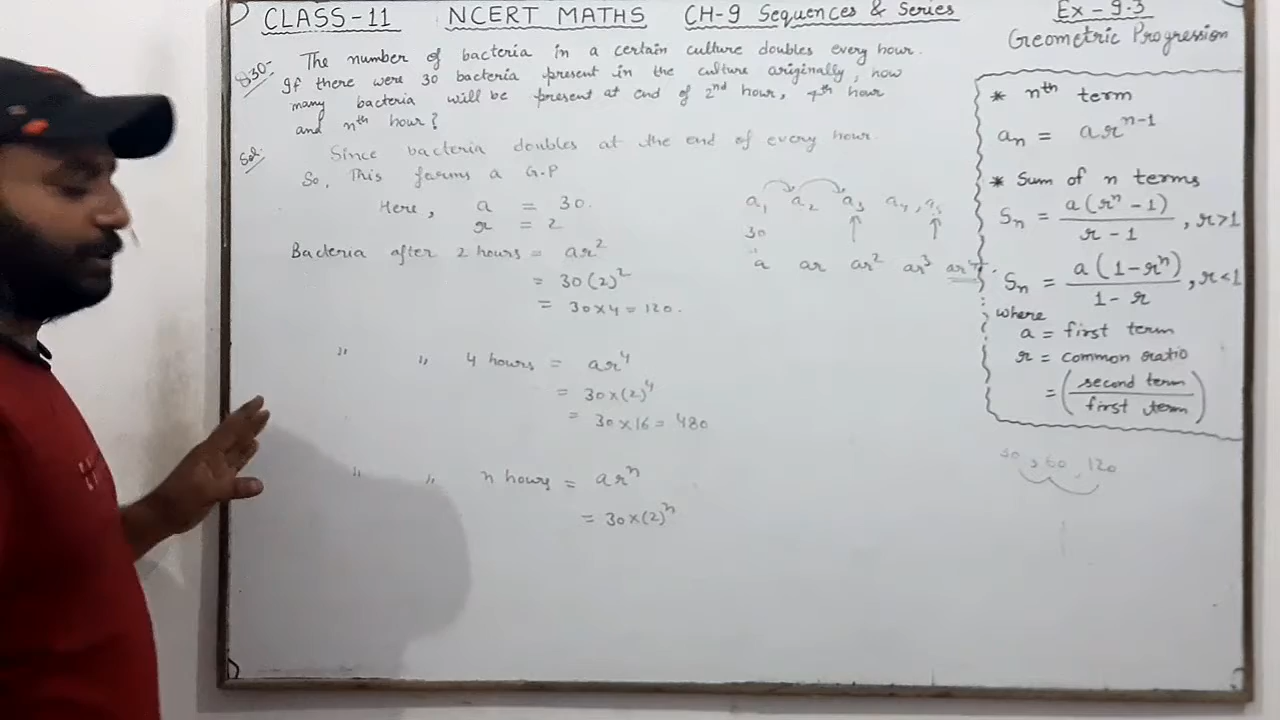 CLASS-11 NCERT MATHS CH-9 Sequences & Series Ex - 9.3
Geometric Progression
Q30- The number of bacteria in a certain culture doubles every hour.
If there were 30 bacteria present in the culture originally, how
many bacteria will be present at end of 2nd hour, 4th hour
and nth hour?
Sol. Since bacteria doubles at the end of every hour.
So, This forms a G.P
Here, a = 30.
r = 2
Bacteria after 2 hours = ar²
= 30(2)²
= 30×4 = 120.
" " 4 hours = ar⁴
= 30×(2)⁴
= 30×16 = 480
" " n hours = arⁿ
= 30×(2)ⁿ
a₁ a₂ a₃ a₄, a₅
30
"
a ar ar² ar³ ar⁴
* nth term
aₙ = arⁿ⁻¹
* Sum of n terms
Sₙ = a(rⁿ - 1) / r - 1, r>1
Sₙ = a(1-rⁿ) / 1 - r, r<1
where
a = first term
r = common ratio
= (second term / first term)
30, 60, 120